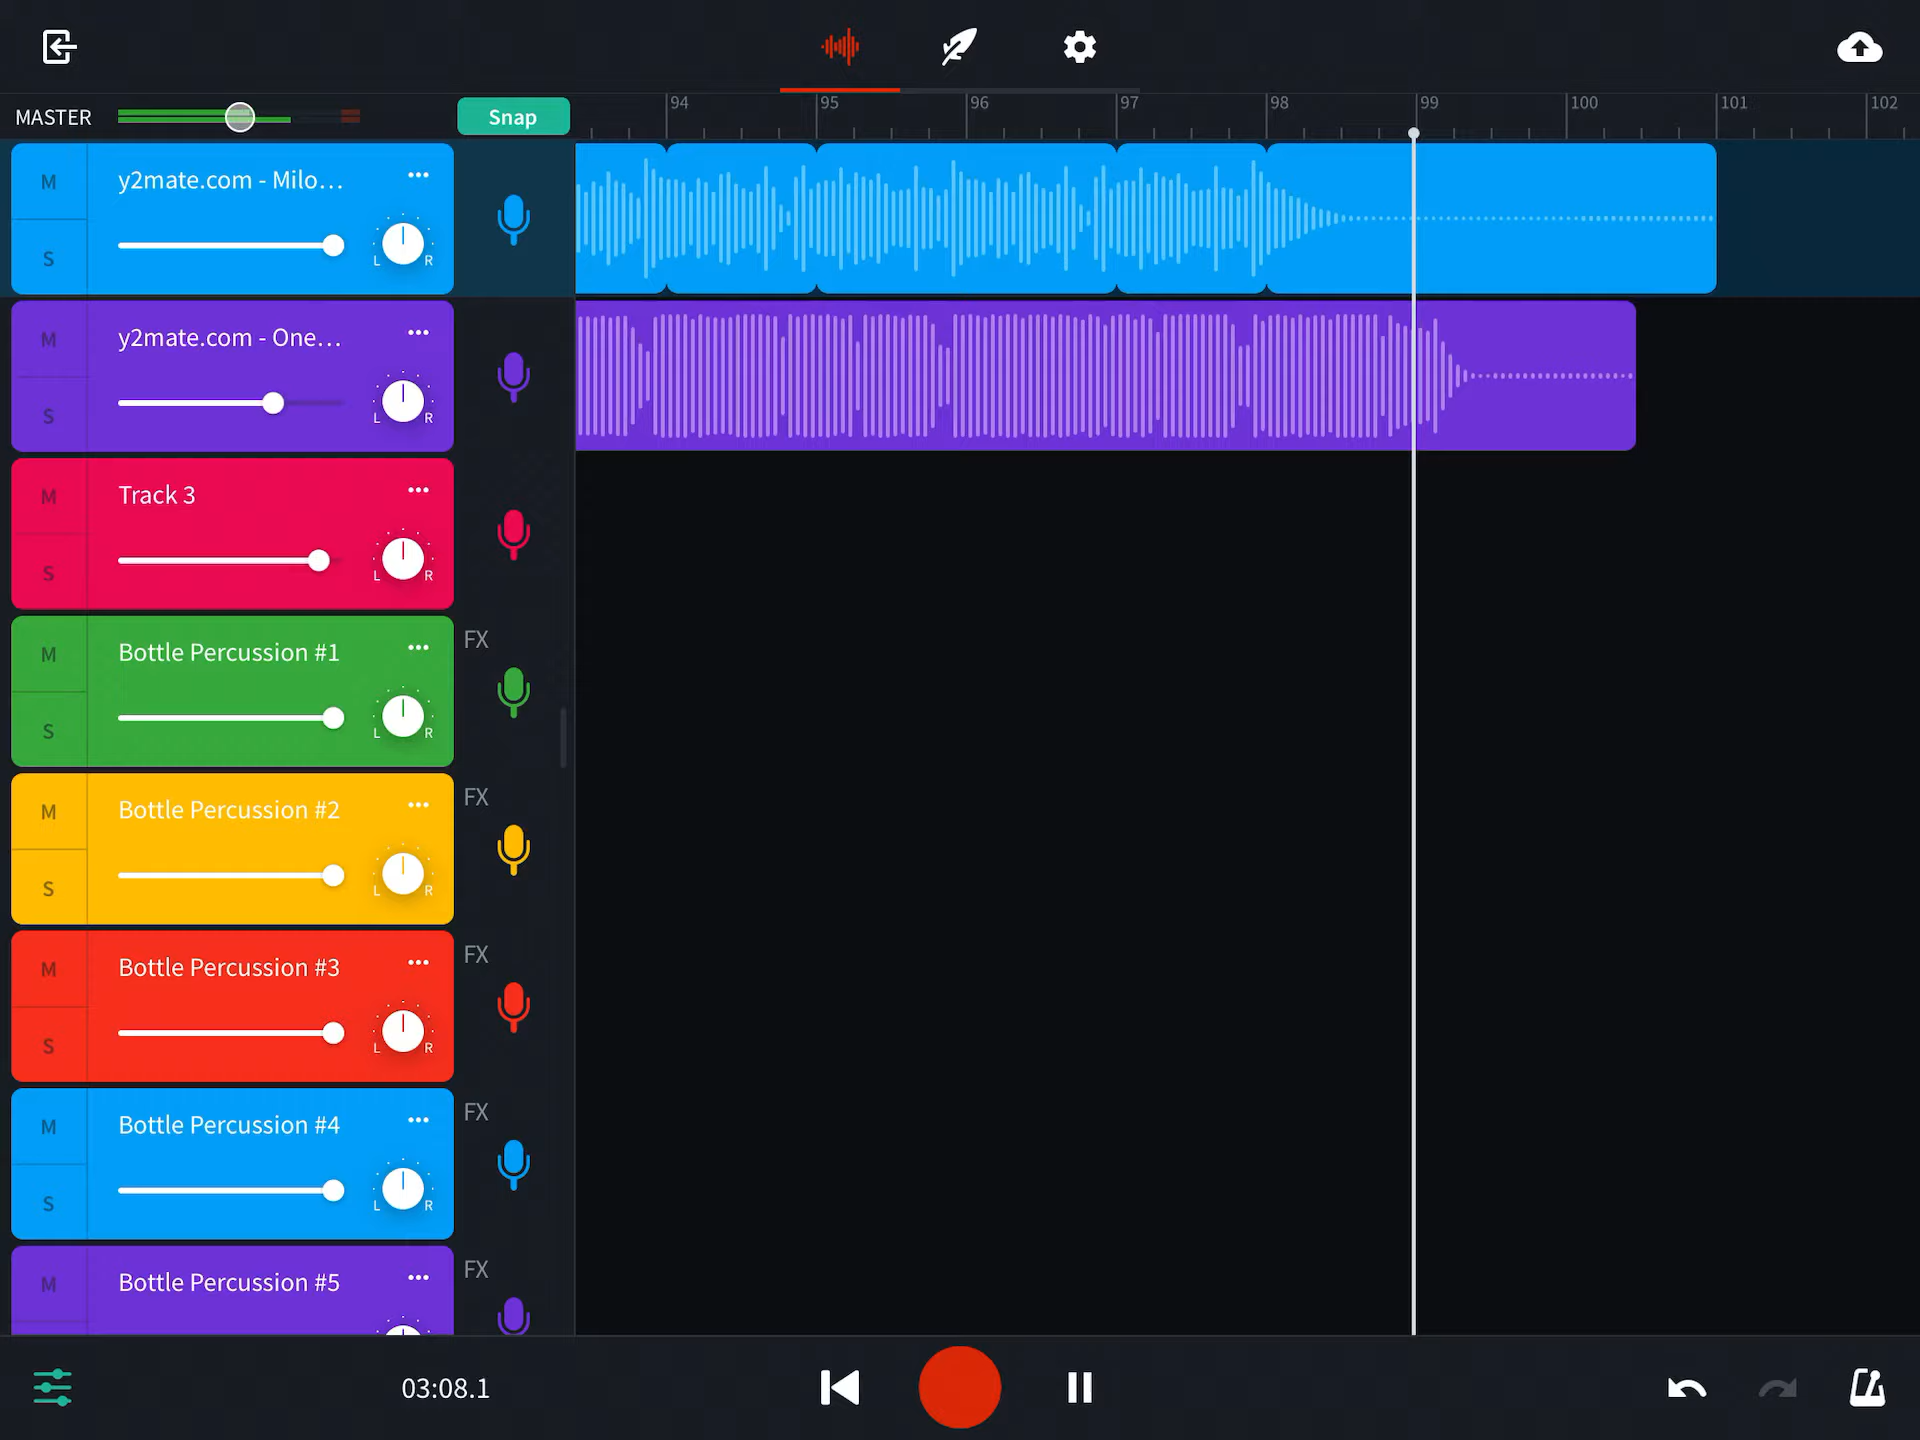 MASTER
Snap
94
95
96
97
98
99
100
101
102
M
y2mate.com - Milo...
S
L
R
M
y2mate.com - One...
S
L
R
M
Track 3
S
L
R
M
Bottle Percussion #1
FX
S
L
R
M
Bottle Percussion #2
FX
S
L
R
M
Bottle Percussion #3
FX
S
L
R
M
Bottle Percussion #4
FX
S
L
R
M
Bottle Percussion #5
FX
03:08.1